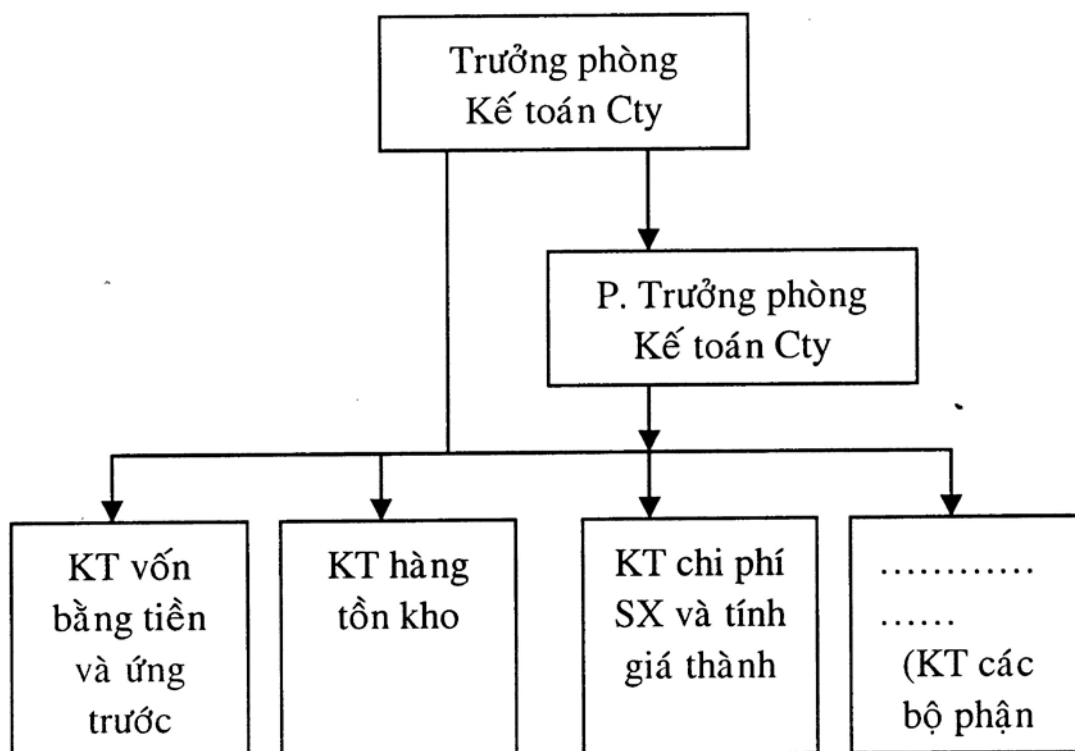 Trưởng phòng
Kế toán Cty
P. Trưởng phòng
Kế toán Cty
KT vốn
bằng tiền
và ứng
trước
KT hàng
tồn kho
KT chi phí
SX và tính
giá thành
............
......
(KT các
bộ phận